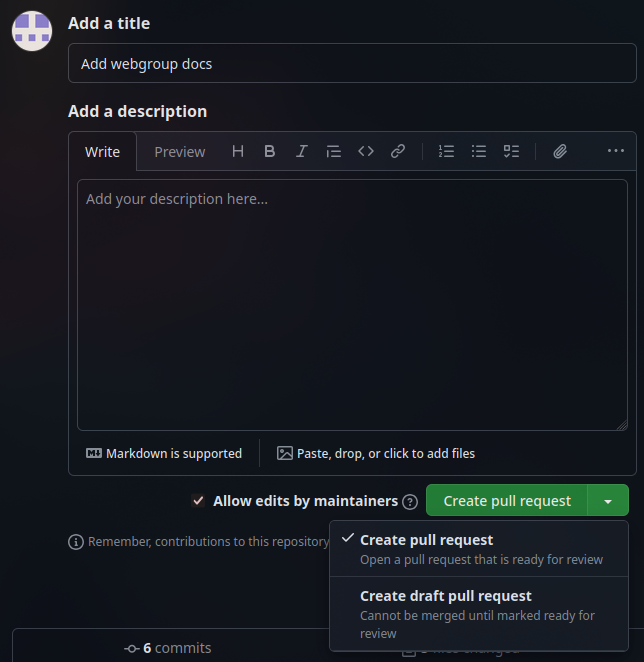 Add a title
Add webgroup docs
Add a description
Write Preview
Add your description here...
Markdown is supported Paste, drop, or click to add files
Allow edits by maintainers Create pull request
Remember, contributions to this repository
Create pull request
Open a pull request that is ready for review
Create draft pull request
Cannot be merged until marked ready for
review
6 commits